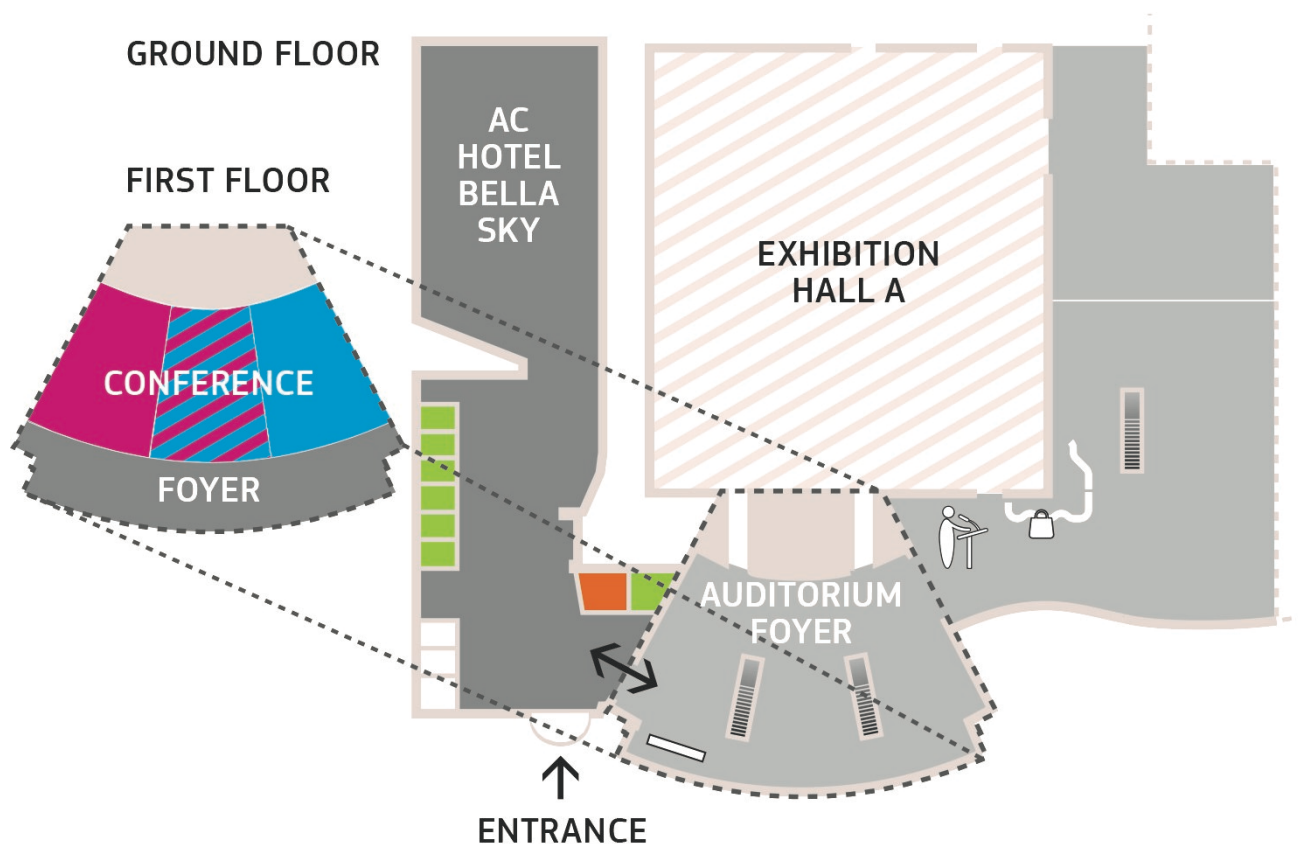 GROUND FLOOR
FIRST FLOOR
CONFERENCE
FOYER
AC
HOTEL
BELLA
SKY
EXHIBITION
HALL A
AUDITORIUM
FOYER
ENTRANCE